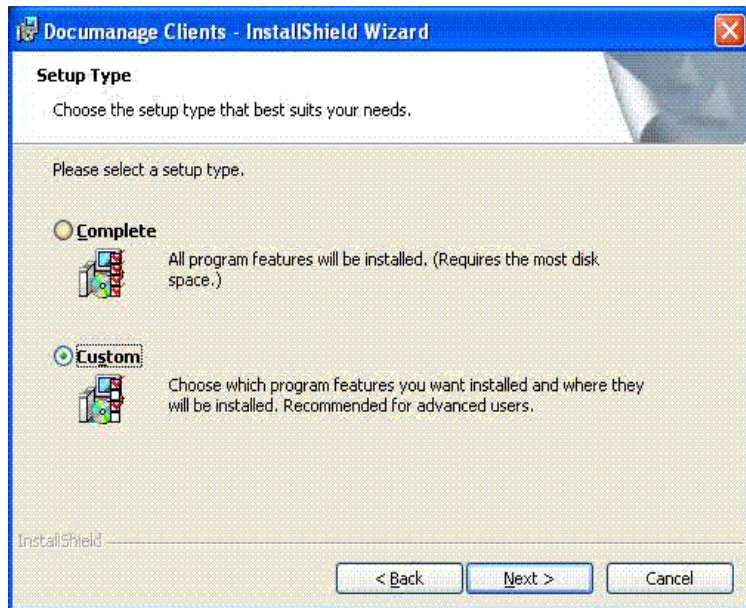 Documanage Clients - InstallShield Wizard
Setup Type
Choose the setup type that best suits your needs.
Please select a setup type.
Complete
All program features will be installed. (Requires the most disk
space.)
Custom
Choose which program features you want installed and where they
will be installed. Recommended for advanced users.
InstallShield
< Back Next > Cancel